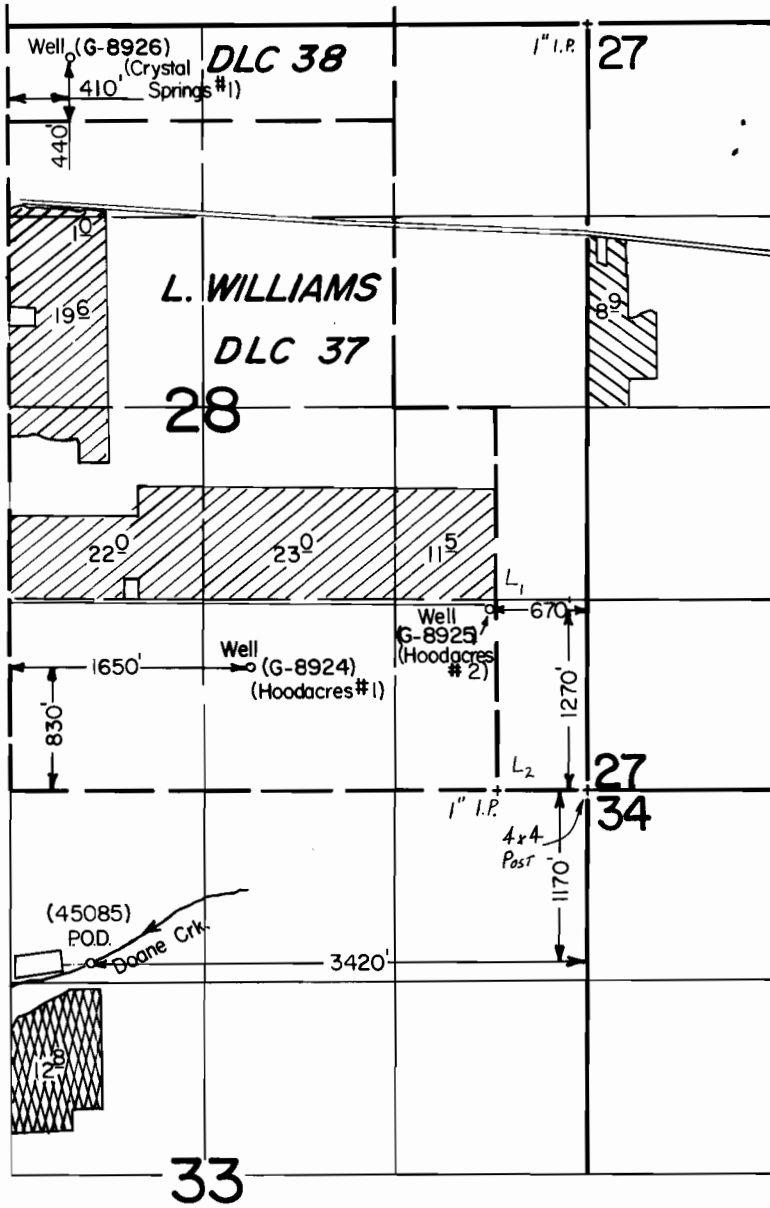 Well (G-8926)
(Crystal
Springs #1)
DLC 38
1" I.P.
27
410'
440'
1 0
19 6
L. WILLIAMS
DLC 37
8 9
28
22 0
23 0
11 5
L1
670'
Well
(G-8925)
(Hoodacres
#2)
Well
(G-8924)
(Hoodacres #1)
1650'
830'
1270'
L2
1" I.P.
27
34
4x4
POST
1170'
(45085)
P.O.D.
Doane Crk.
3420'
12 8
33